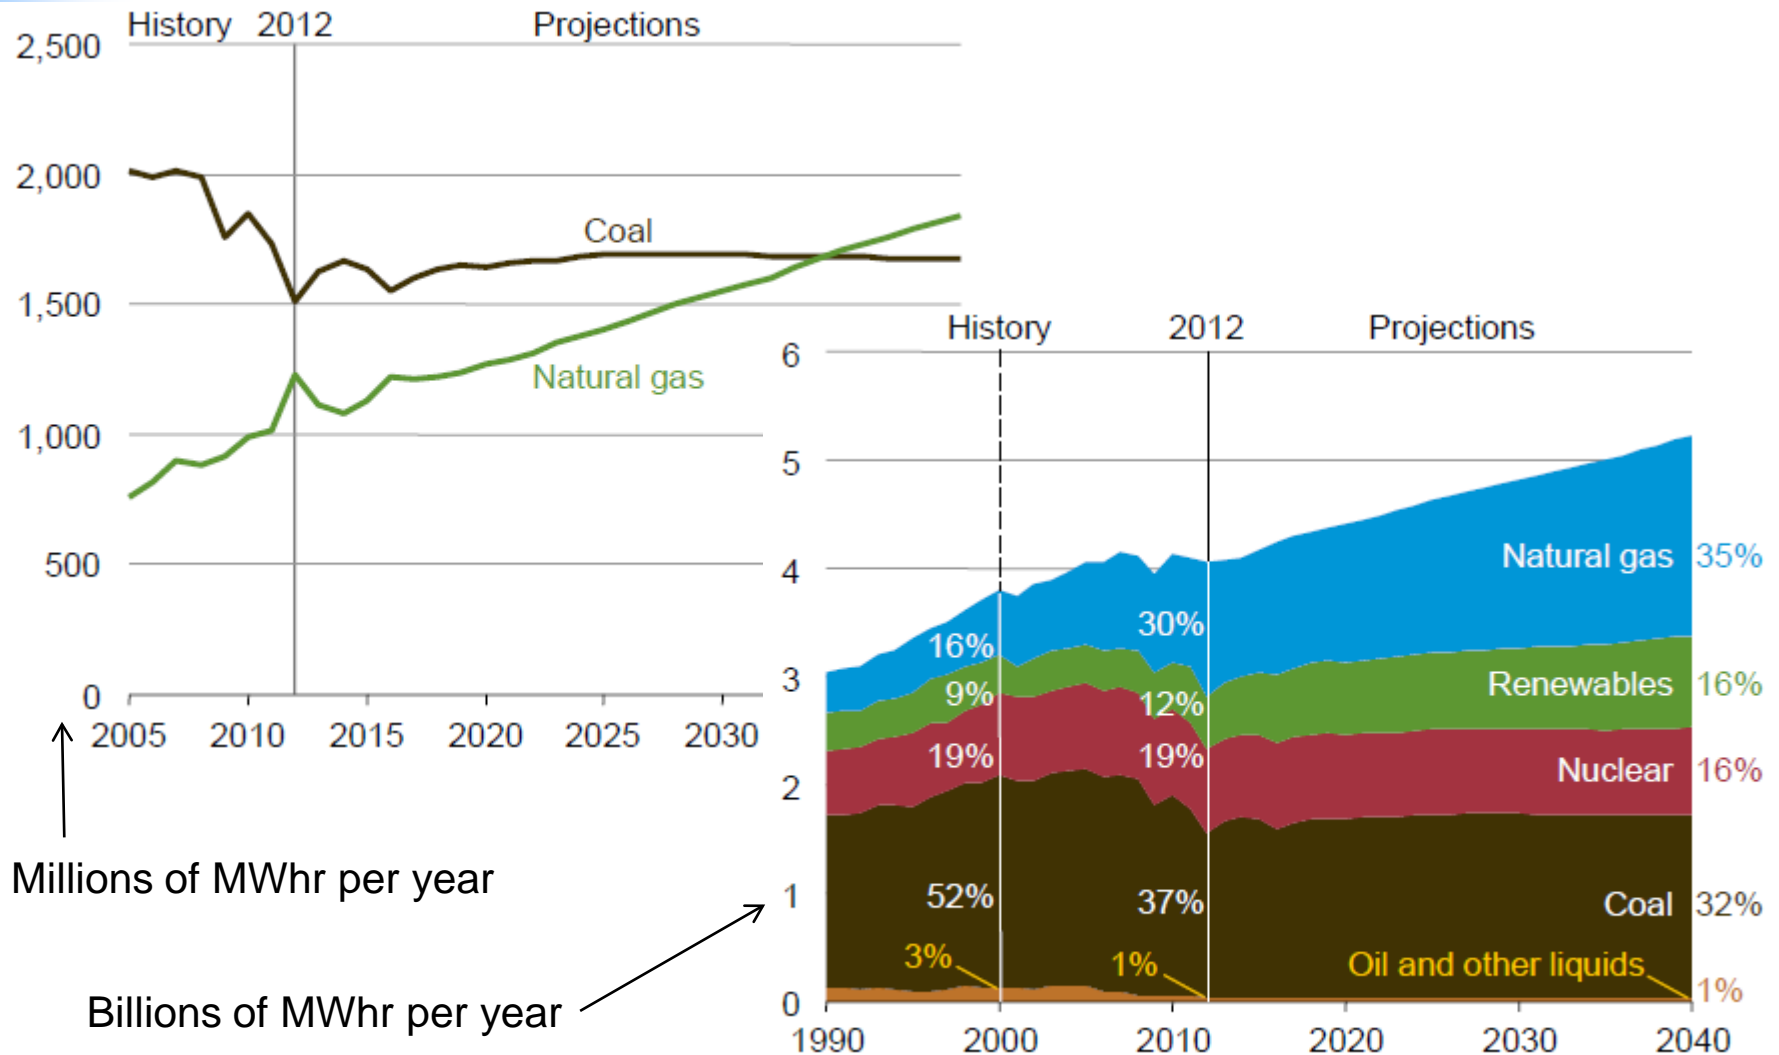 History 2012 Projections
2,500
2,000
1,500
1,000
500
0
Coal
Natural gas
2005 2010 2015 2020 2025 2030
Millions of MWhr per year
Billions of MWhr per year
History 2012 Projections
6
5
4
3
2
1
0
16% 30% Natural gas 35%
9% 12% Renewables 16%
19% 19% Nuclear 16%
52% 37% Coal 32%
3% 1% Oil and other liquids 1%
1990 2000 2010 2020 2030 2040